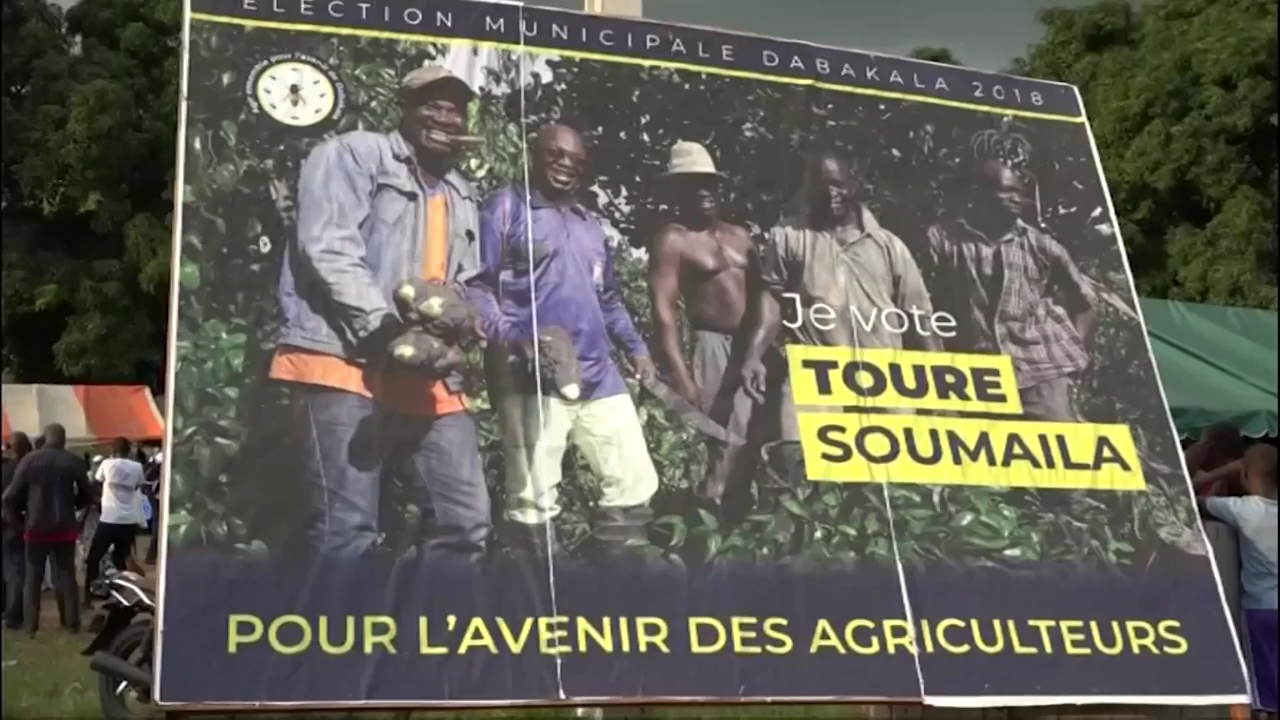 ELECTION MUNICIPALE DABAKALA 2018
Je vote
TOURE
SOUMAILA
POUR L'AVENIR DES AGRICULTEURS